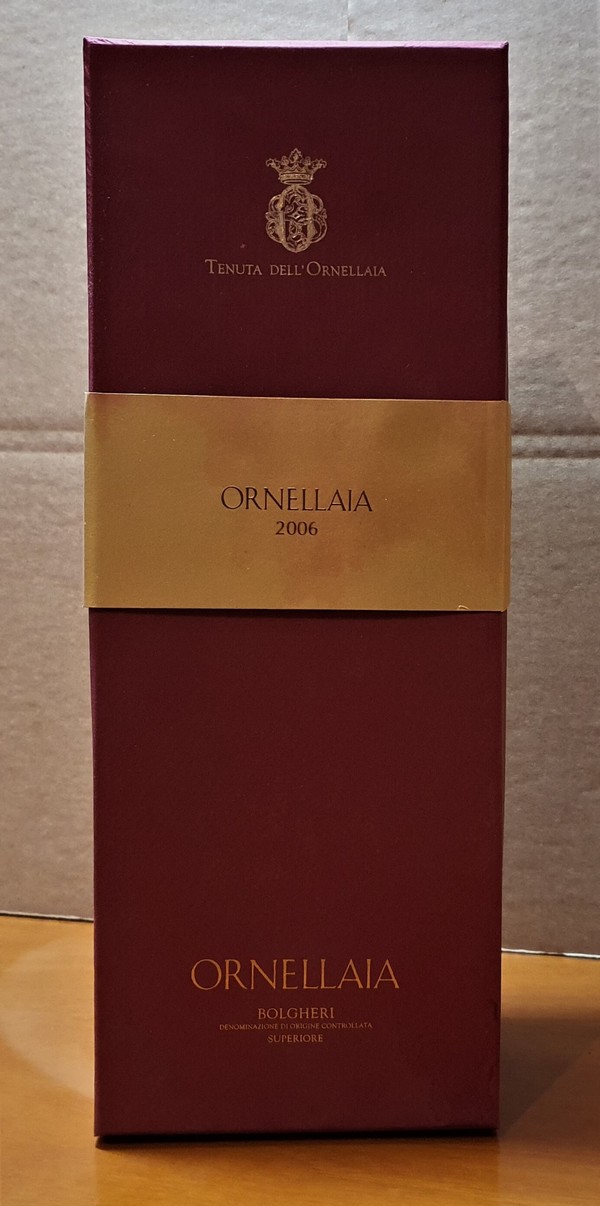 TENUTA DELL'ORNELLAIA
ORNELLAIA
2006
ORNELLAIA
BOLGHERI
DENOMINAZIONE DI ORIGINE CONTROLLATA
SUPERIORE